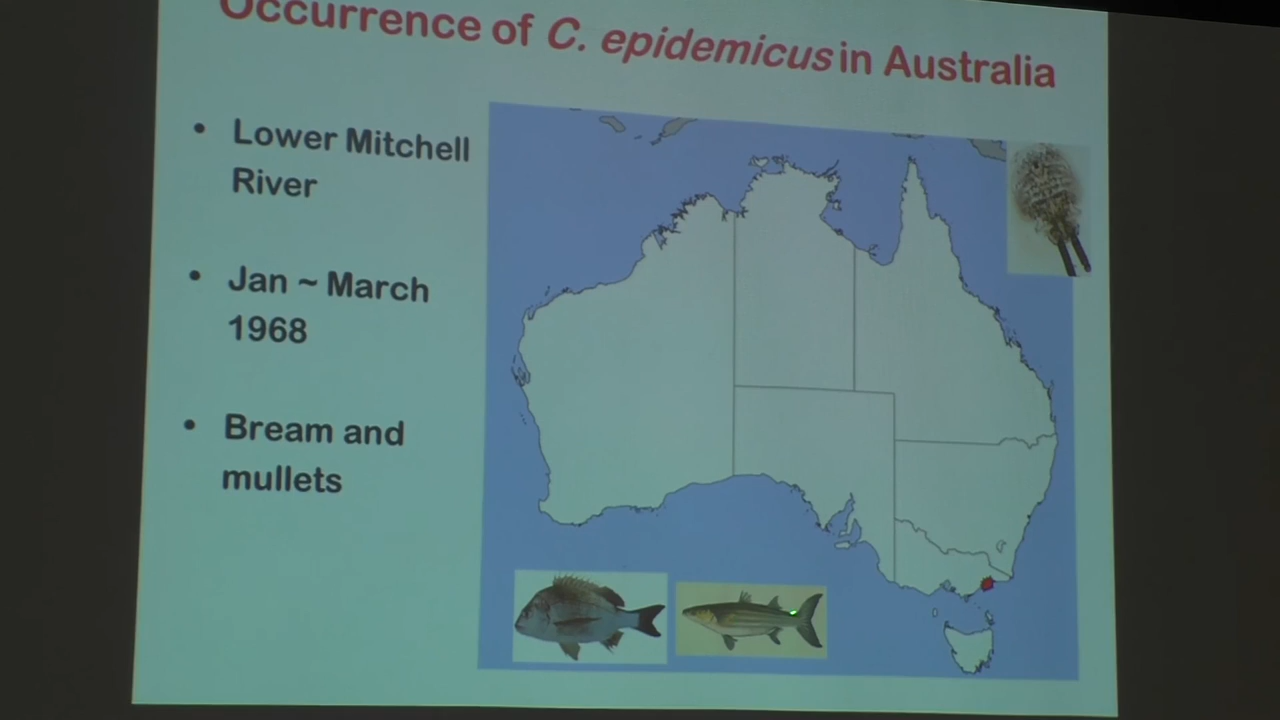 Occurrence of C. epidemicus in Australia
• Lower Mitchell
River
• Jan ~ March
1968
• Bream and
mullets